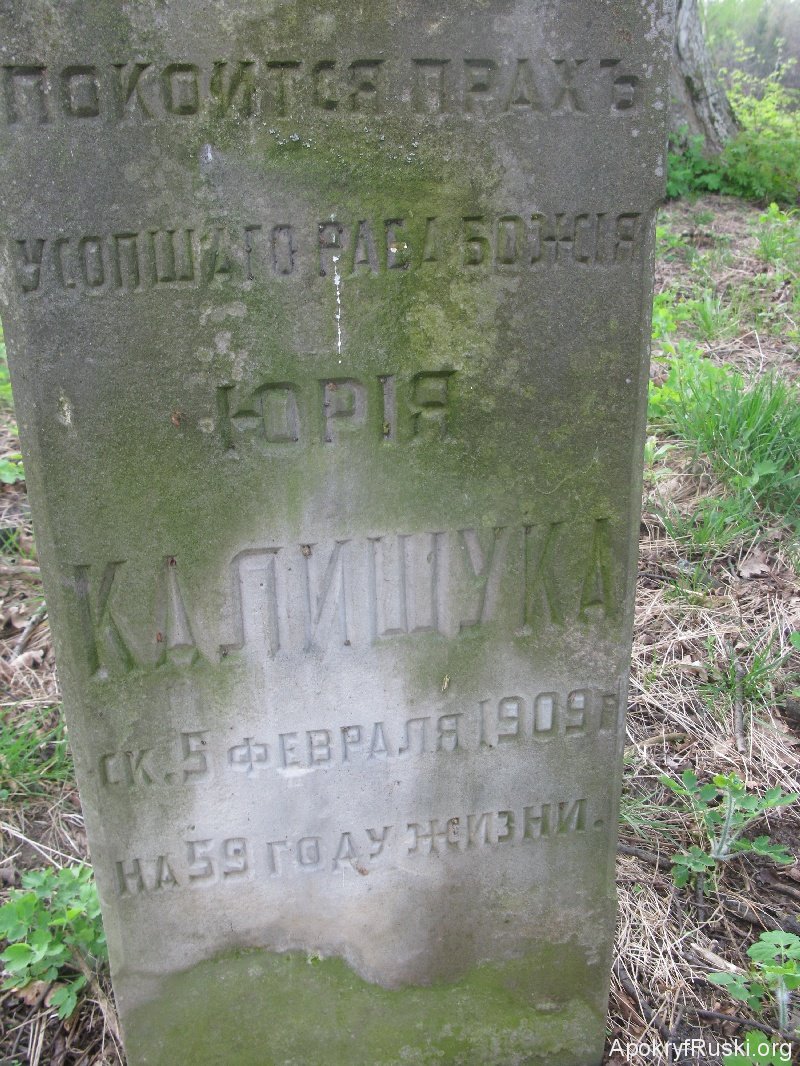 ПОКОИТСЯ ПРАХЪ
УСОПШАГО РАБА БОЖІЯ
ЮРІЯ
КАЛИЩУКА
СК. 5 ФЕВРАЛЯ 1909 Г
НА 59 ГОДУ ЖИЗНИ.
ApokryfRuski.org